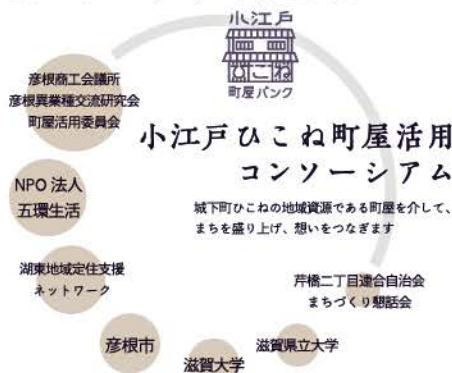 小江戸
ひこね
町屋バンク
小江戸ひこね町屋活用
コンソーシアム
城下町ひこねの地域資源である町屋を介して、
まちを盛り上げ、想いをつなぎます
彦根商工会議所
彦根異業種交流研究会
町屋活用委員会
NPO 法人
五環生活
湖東地域定住支援
ネットワーク
彦根市
滋賀大学
滋賀県立大学
芹橋二丁目連合自治会
まちづくり懇話会